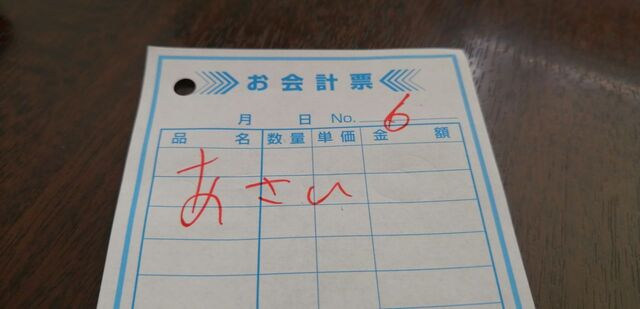 お会計票
月 日 No. 6
品名 数量 単価 金額
あさい